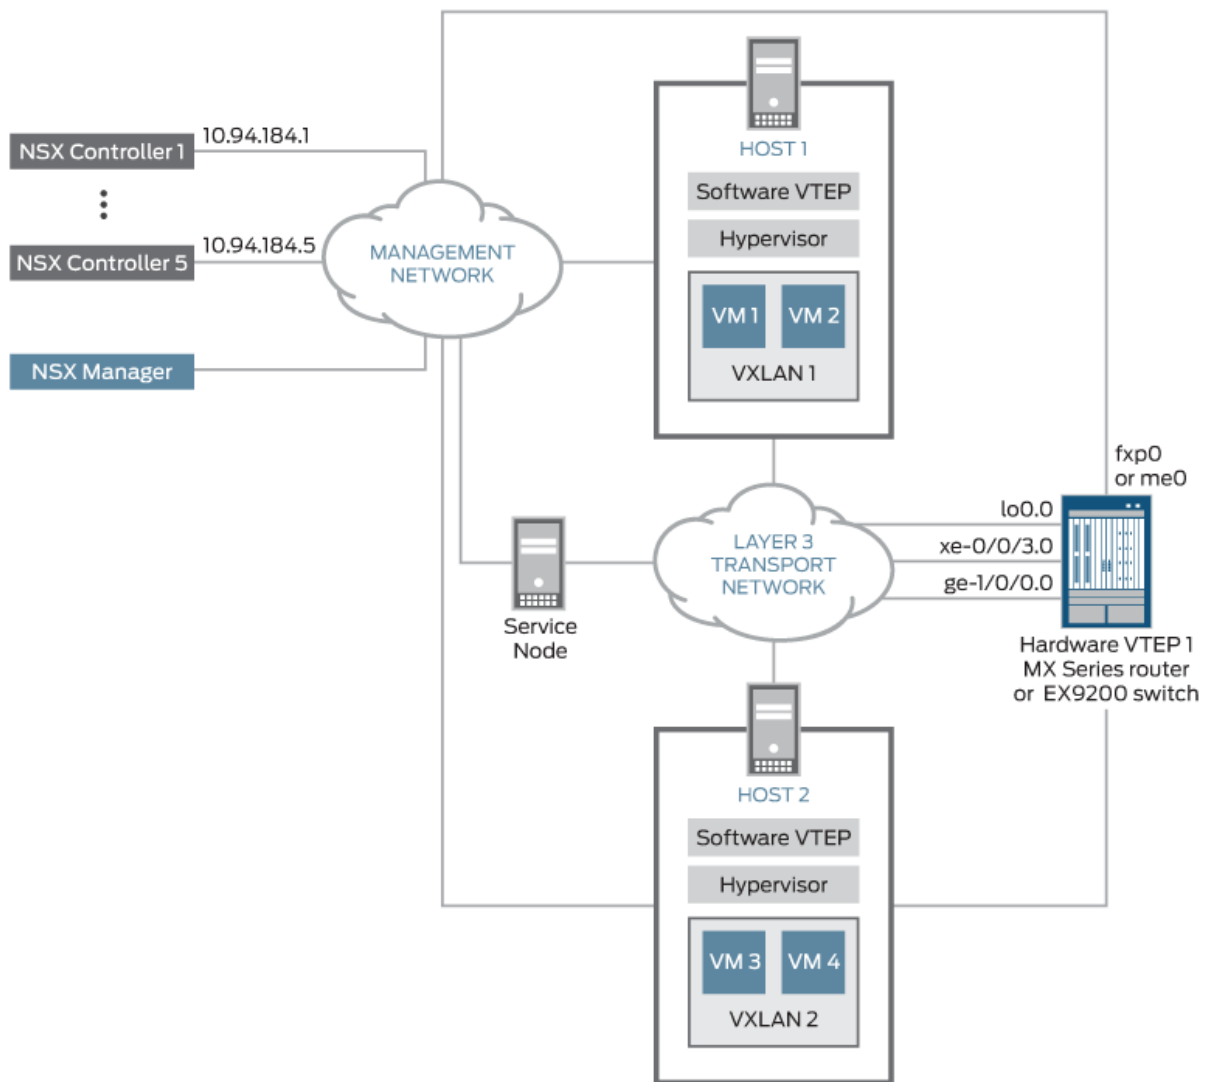 10.94.184.1
NSX Controller 1
10.94.184.5
NSX Controller 5
NSX Manager
MANAGEMENT
NETWORK
HOST 1
Software VTEP
Hypervisor
VM 1
VM 2
VXLAN 1
fxp0
or me0
lo0.0
xe-0/0/3.0
ge-1/0/0.0
LAYER 3
TRANSPORT
NETWORK
Service
Node
Hardware VTEP 1
MX Series router
or EX9200 switch
HOST 2
Software VTEP
Hypervisor
VM 3
VM 4
VXLAN 2